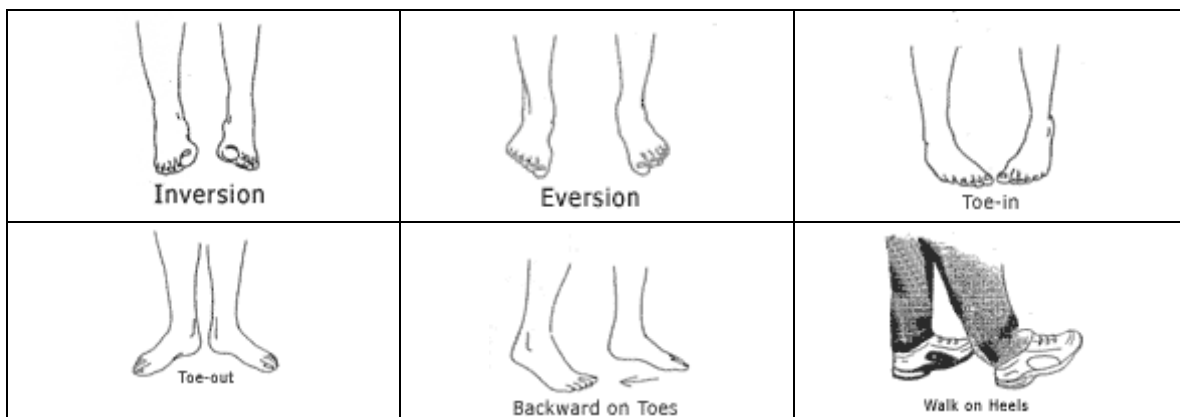 Inversion
Eversion
Toe-in
Toe-out
Backward on Toes
Walk on Heels